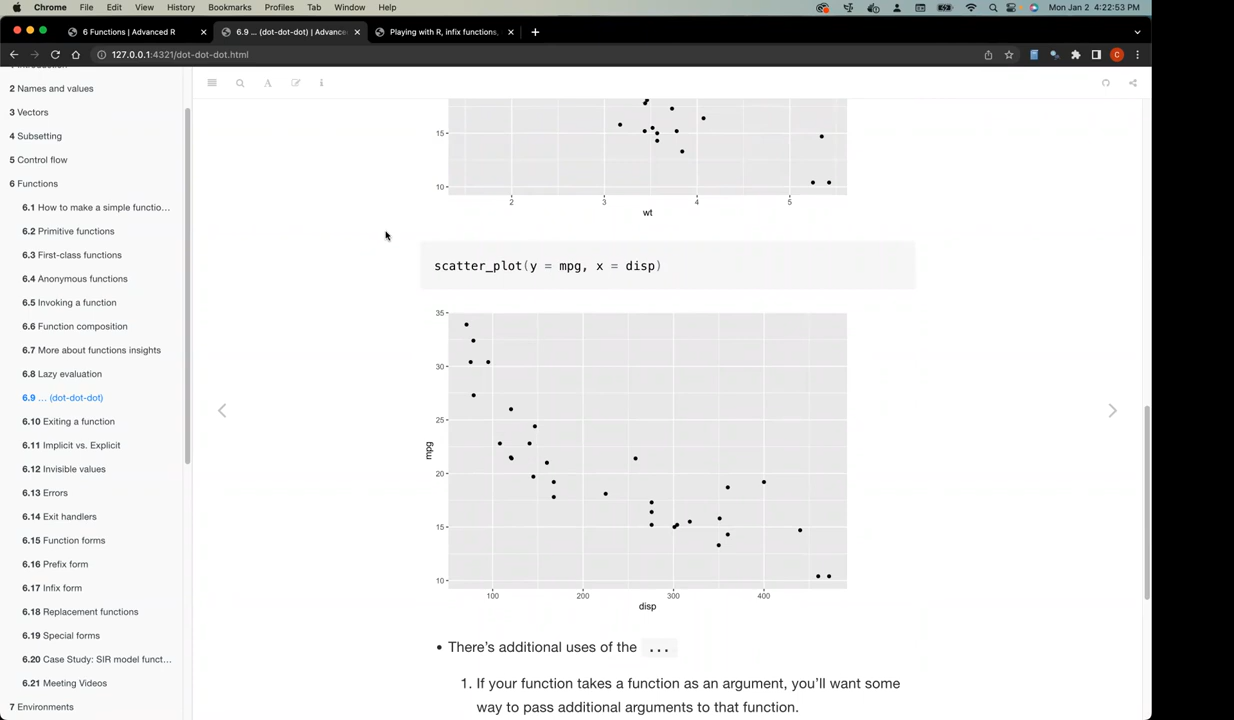 Chrome File Edit View History Bookmarks Profiles Tab Window Help Mon Jan 2 4:22:53 PM
6 Functions | Advanced R
6.9 ... (dot-dot-dot) | Advance
Playing with R, infix functions,
127.0.0.1:4321/dot-dot-dot.html
C
2 Names and values
3 Vectors
4 Subsetting
5 Control flow
6 Functions
6.1 How to make a simple functio...
6.2 Primitive functions
6.3 First-class functions
6.4 Anonymous functions
6.5 Invoking a function
6.6 Function composition
6.7 More about functions insights
6.8 Lazy evaluation
6.9 ... (dot-dot-dot)
6.10 Exiting a function
6.11 Implicit vs. Explicit
6.12 Invisible values
6.13 Errors
6.14 Exit handlers
6.15 Function forms
6.16 Prefix form
6.17 Infix form
6.18 Replacement functions
6.19 Special forms
6.20 Case Study: SIR model funct...
6.21 Meeting Videos
7 Environments
A
i
15
10
2 3 4 5
wt
scatter_plot(y = mpg, x = disp)
35
30
25
mpg
20
15
10
100 200 300 400
disp
• There's additional uses of the ...
1. If your function takes a function as an argument, you'll want some
way to pass additional arguments to that function.